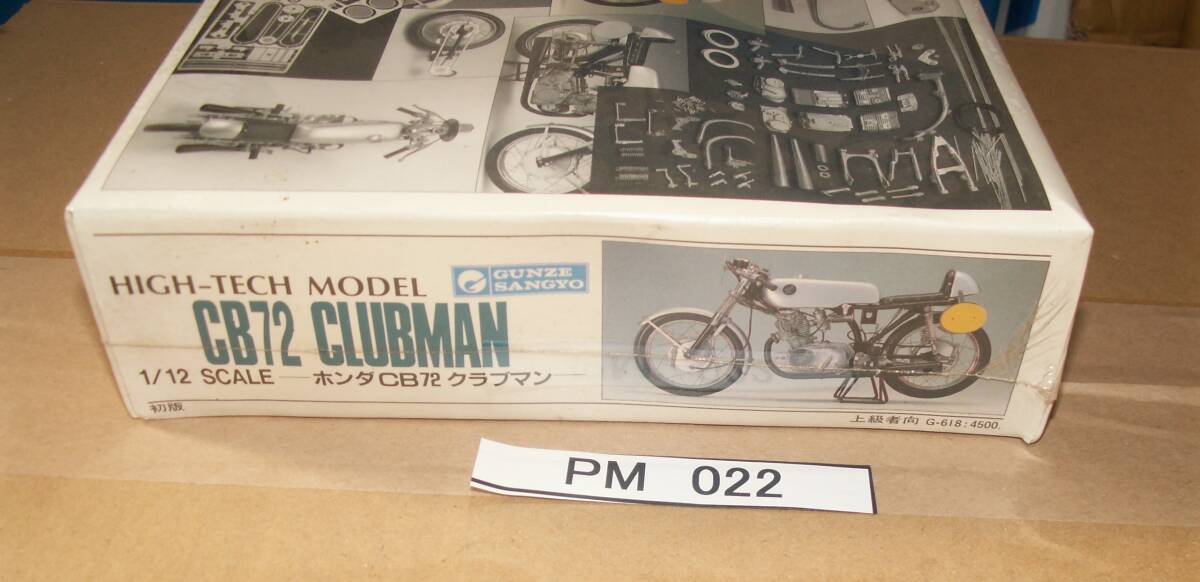 HIGH-TECH MODEL
GUNZE
SANGYO
CB72 CLUBMAN
1/12 SCALE ホンダCB72 クラブマン
初版
上級者向 G-618:4500.
PM 022